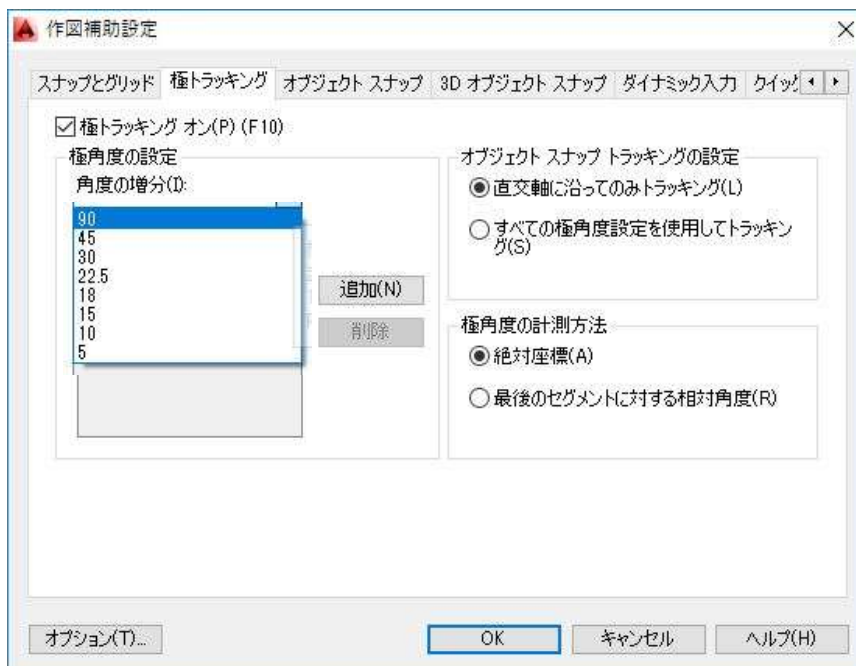 作図補助設定
スナップとグリッド 極トラッキング オブジェクト スナップ 3D オブジェクト スナップ ダイナミック入力 クイック
極トラッキング オン(P) (F10)
極角度の設定
角度の増分(I):
90
45
30
22.5
18
15
10
5
追加(N)
削除
オブジェクト スナップ トラッキングの設定
直交軸に沿ってのみトラッキング(L)
すべての極角度設定を使用してトラッキン
グ(S)
極角度の計測方法
絶対座標(A)
最後のセグメントに対する相対角度(R)
オプション(T)...
OK
キャンセル
ヘルプ(H)